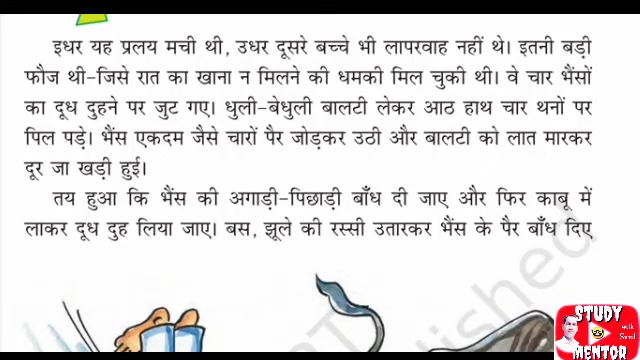 इधर यह प्रलय मची थी, उधर दूसरे बच्चे भी लापरवाह नहीं थे। इतनी बड़ी
फौज थी-जिसे रात का खाना न मिलने की धमकी मिल चुकी थी। वे चार भैंसों
का दूध दुहने पर जुट गए। धुली-बेधुली बालटी लेकर आठ हाथ चार थनों पर
पिल पड़े। भैंस एकदम जैसे चारों पैर जोड़कर उठी और बालटी को लात मारकर
दूर जा खड़ी हुई।
तय हुआ कि भैंस की अगाड़ी-पिछाड़ी बाँध दी जाए और फिर काबू में
लाकर दूध दुह लिया जाए। बस, झूले की रस्सी उतारकर भैंस के पैर बाँध दिए
STUDY
with
MENTOR